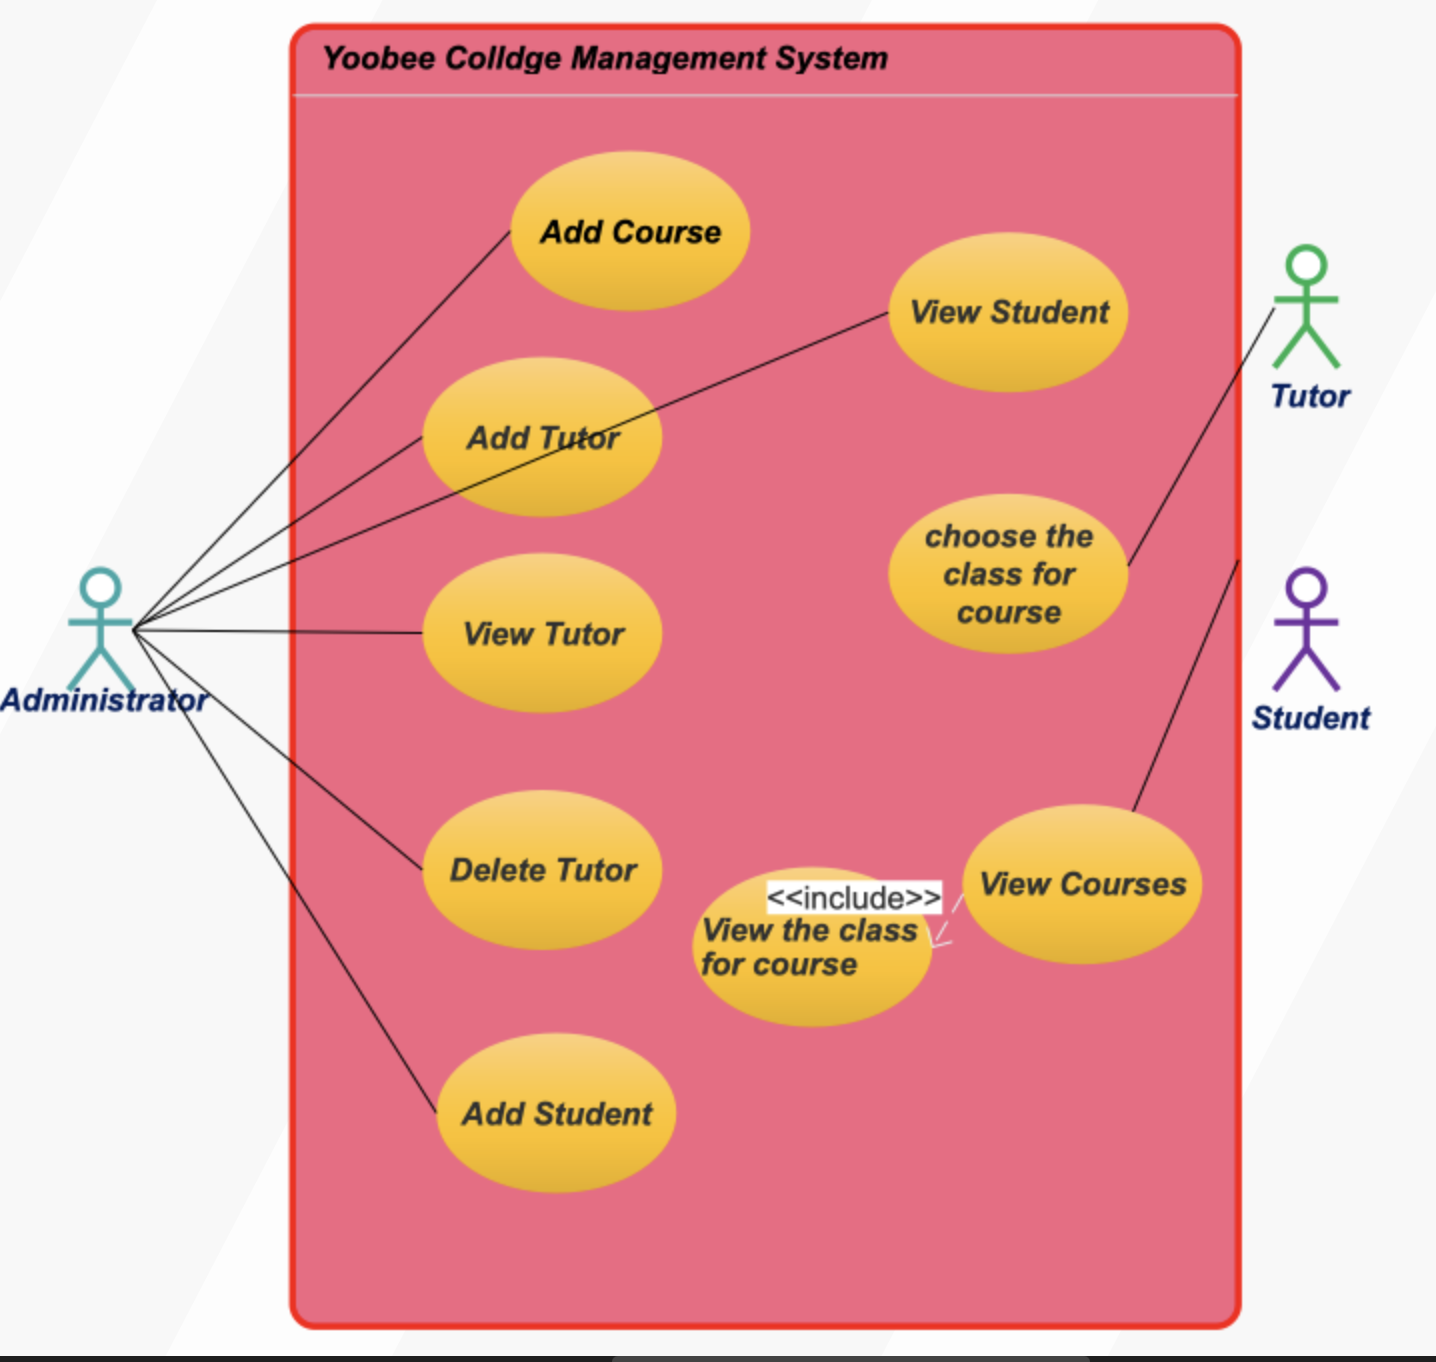 Yoobee Colldge Management System
Add Course
View Student
Tutor
Add Tutor
choose the
class for
course
View Tutor
Administrator
Student
Delete Tutor
View Courses
<<include>>
View the class
for course
Add Student